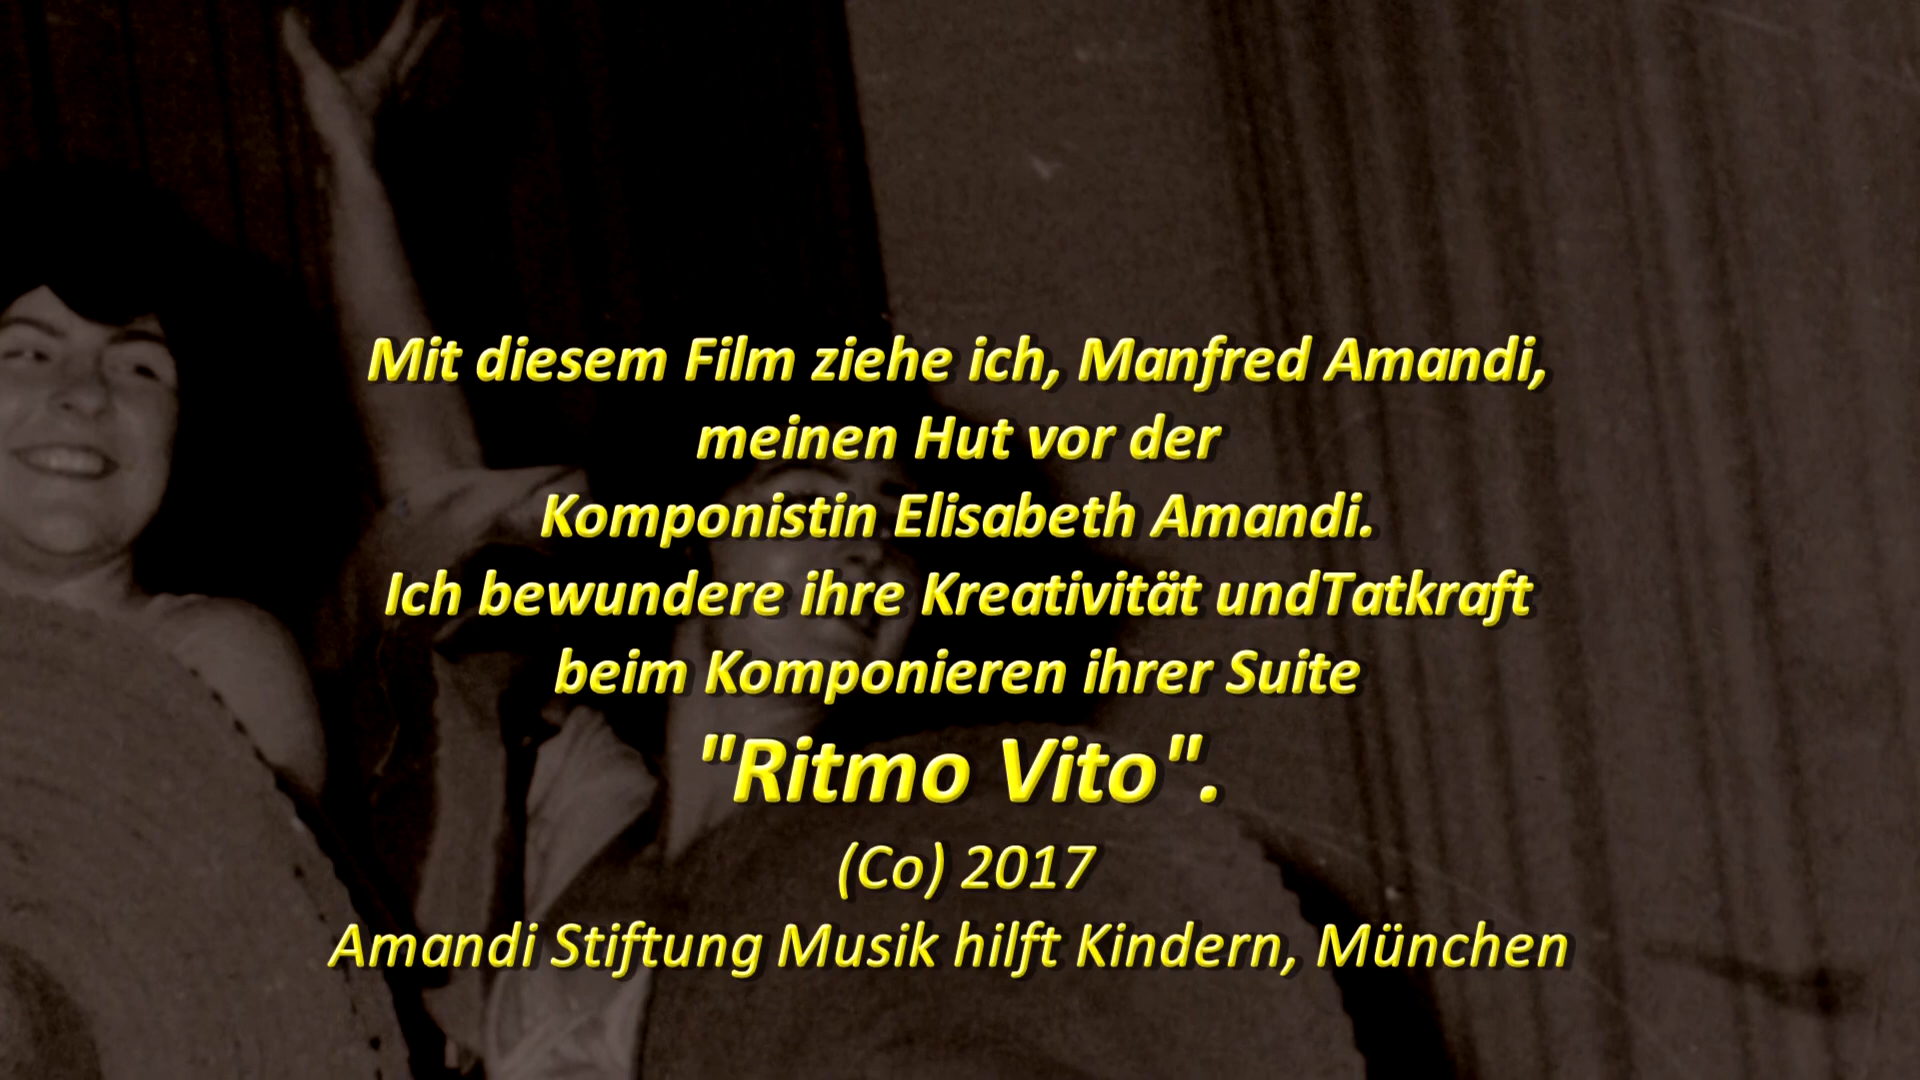 Mit diesem Film ziehe ich, Manfred Amandi,
meinen Hut vor der
Komponistin Elisabeth Amandi.
Ich bewundere ihre Kreativität undTatkraft
beim Komponieren ihrer Suite
"Ritmo Vito".
(Co) 2017
Amandi Stiftung Musik hilft Kindern, München